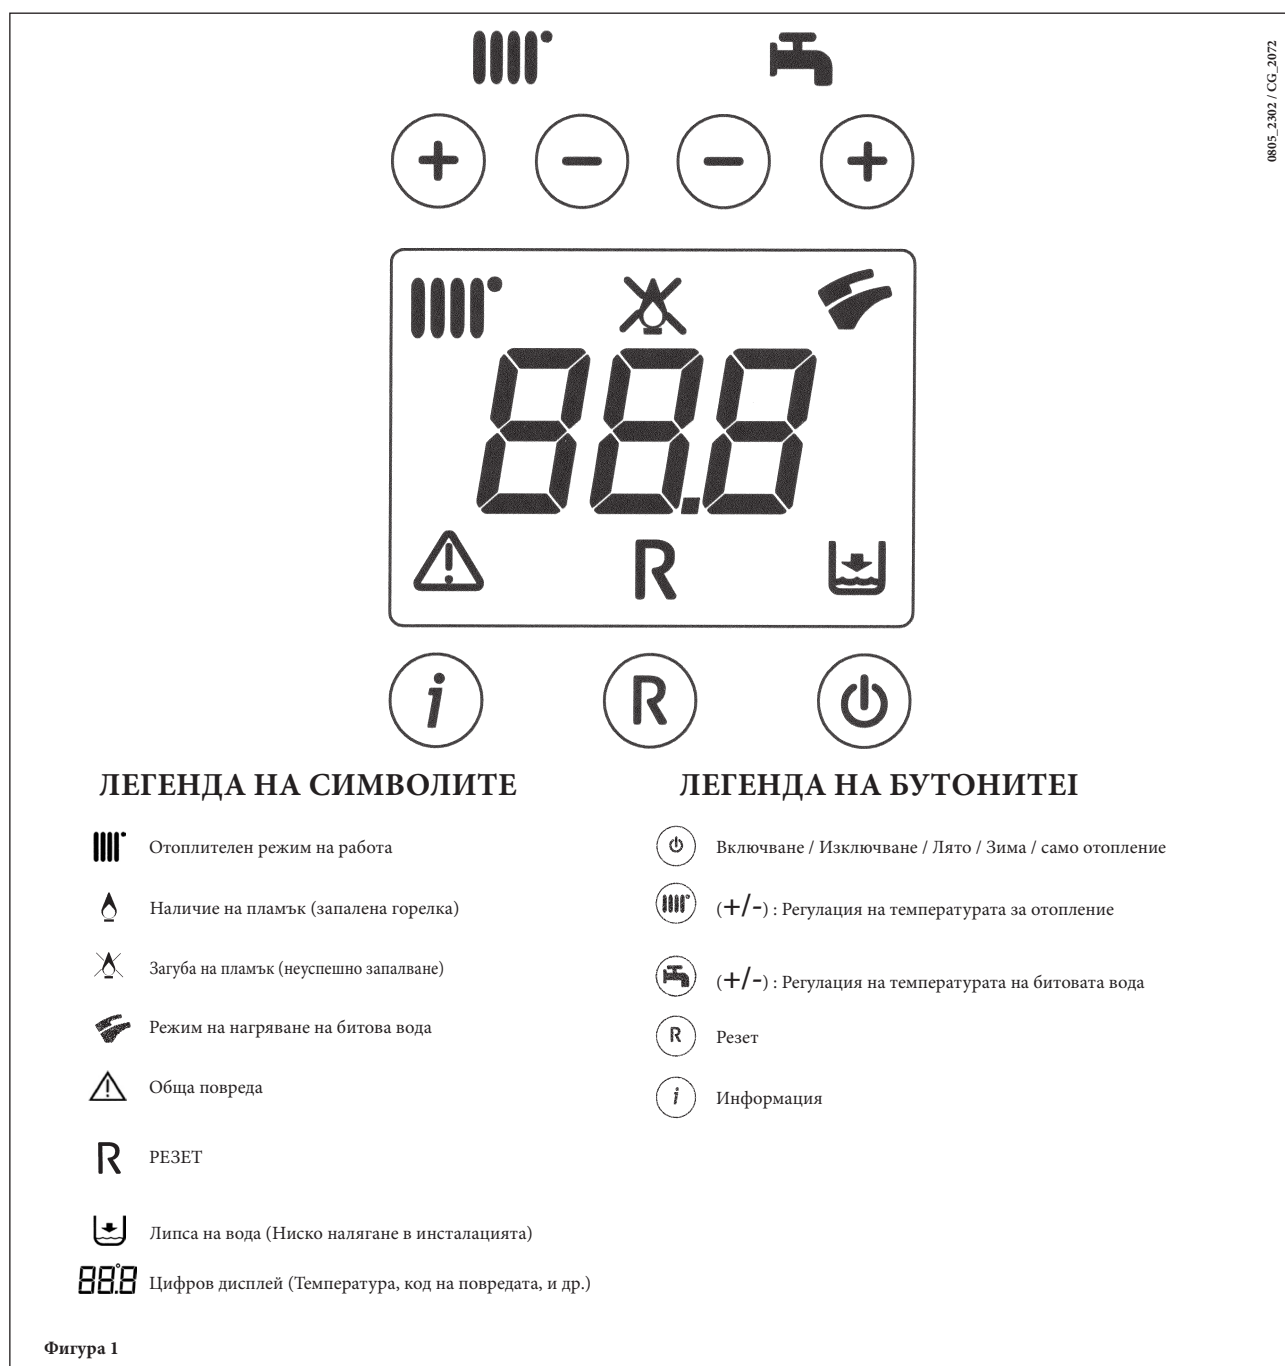 0805_2302 / CG_2072
+ - - +
88.8
R
i R
ЛЕГЕНДА НА СИМВОЛИТЕ
Отоплителен режим на работа
Наличие на пламък (запалена горелка)
Загуба на пламък (неуспешно запалване)
Режим на нагряване на битова вода
Обща повреда
R РЕЗЕТ
Липса на вода (Ниско налягане в инсталацията)
88.8 Цифров дисплей (Температура, код на повредата, и др.)
ЛЕГЕНДА НА БУТОНИТЕI
Включване / Изключване / Лято / Зима / само отопление
(+/-) : Регулация на температурата за отопление
(+/-) : Регулация на температурата на битовата вода
R Резет
i Информация
Фигура 1